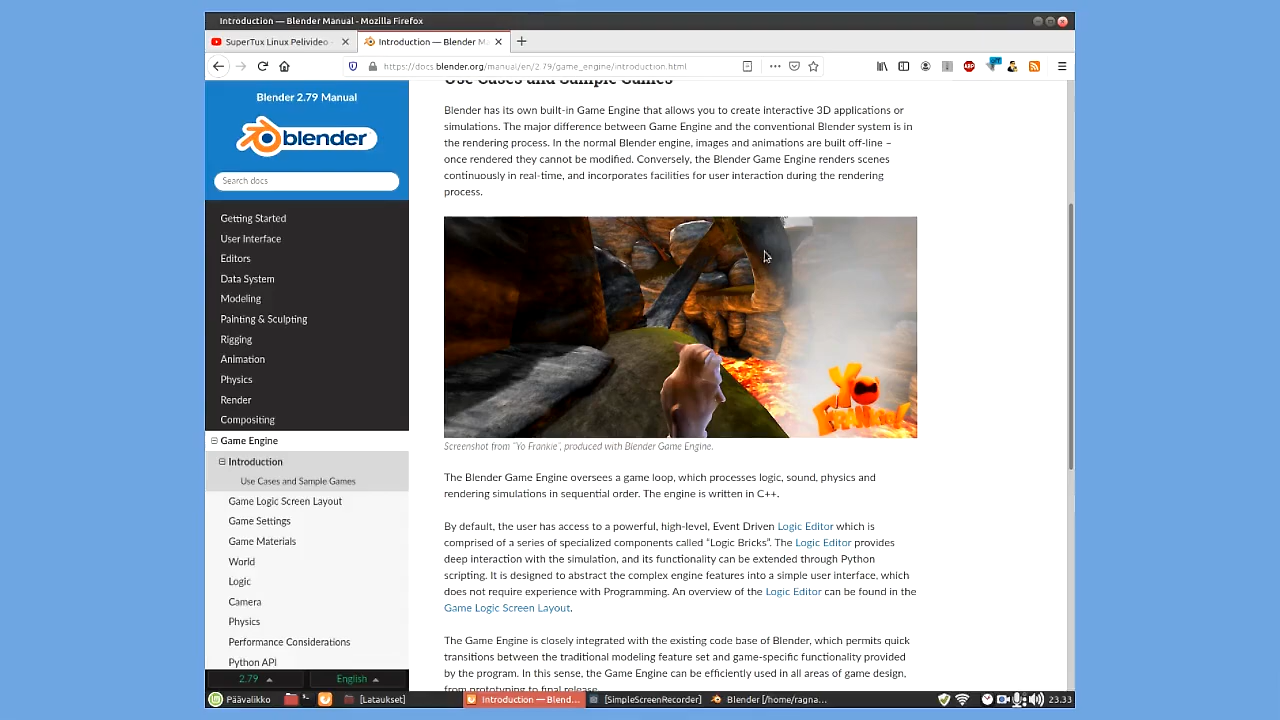 Introduction — Blender Manual - Mozilla Firefox
SuperTux Linux Pelivideo
Introduction — Blender M
https://docs.blender.org/manual/en/2.79/game_engine/introduction.html
Blender 2.79 Manual
blender
Search docs
Getting Started
User Interface
Editors
Data System
Modeling
Painting & Sculpting
Rigging
Animation
Physics
Render
Compositing
Game Engine
Introduction
Use Cases and Sample Games
Game Logic Screen Layout
Game Settings
Game Materials
World
Logic
Camera
Physics
Performance Considerations
Python API
2.79
English
Use Cases and Sample Games
Blender has its own built-in Game Engine that allows you to create interactive 3D applications or
simulations. The major difference between Game Engine and the conventional Blender system is in
the rendering process. In the normal Blender engine, images and animations are built off-line –
once rendered they cannot be modified. Conversely, the Blender Game Engine renders scenes
continuously in real-time, and incorporates facilities for user interaction during the rendering
process.
Screenshot from "Yo Frankie", produced with Blender Game Engine.
The Blender Game Engine oversees a game loop, which processes logic, sound, physics and
rendering simulations in sequential order. The engine is written in C++.
By default, the user has access to a powerful, high-level, Event Driven Logic Editor which is
comprised of a series of specialized components called “Logic Bricks”. The Logic Editor provides
deep interaction with the simulation, and its functionality can be extended through Python
scripting. It is designed to abstract the complex engine features into a simple user interface, which
does not require experience with Programming. An overview of the Logic Editor can be found in the
Game Logic Screen Layout.
The Game Engine is closely integrated with the existing code base of Blender, which permits quick
transitions between the traditional modeling feature set and game-specific functionality provided
by the program. In this sense, the Game Engine can be efficiently used in all areas of game design,
from prototyping to final release.
Päävalikko
[Lataukset]
Introduction — Blend...
[SimpleScreenRecorder]
Blender [/home/ragna...
23.33